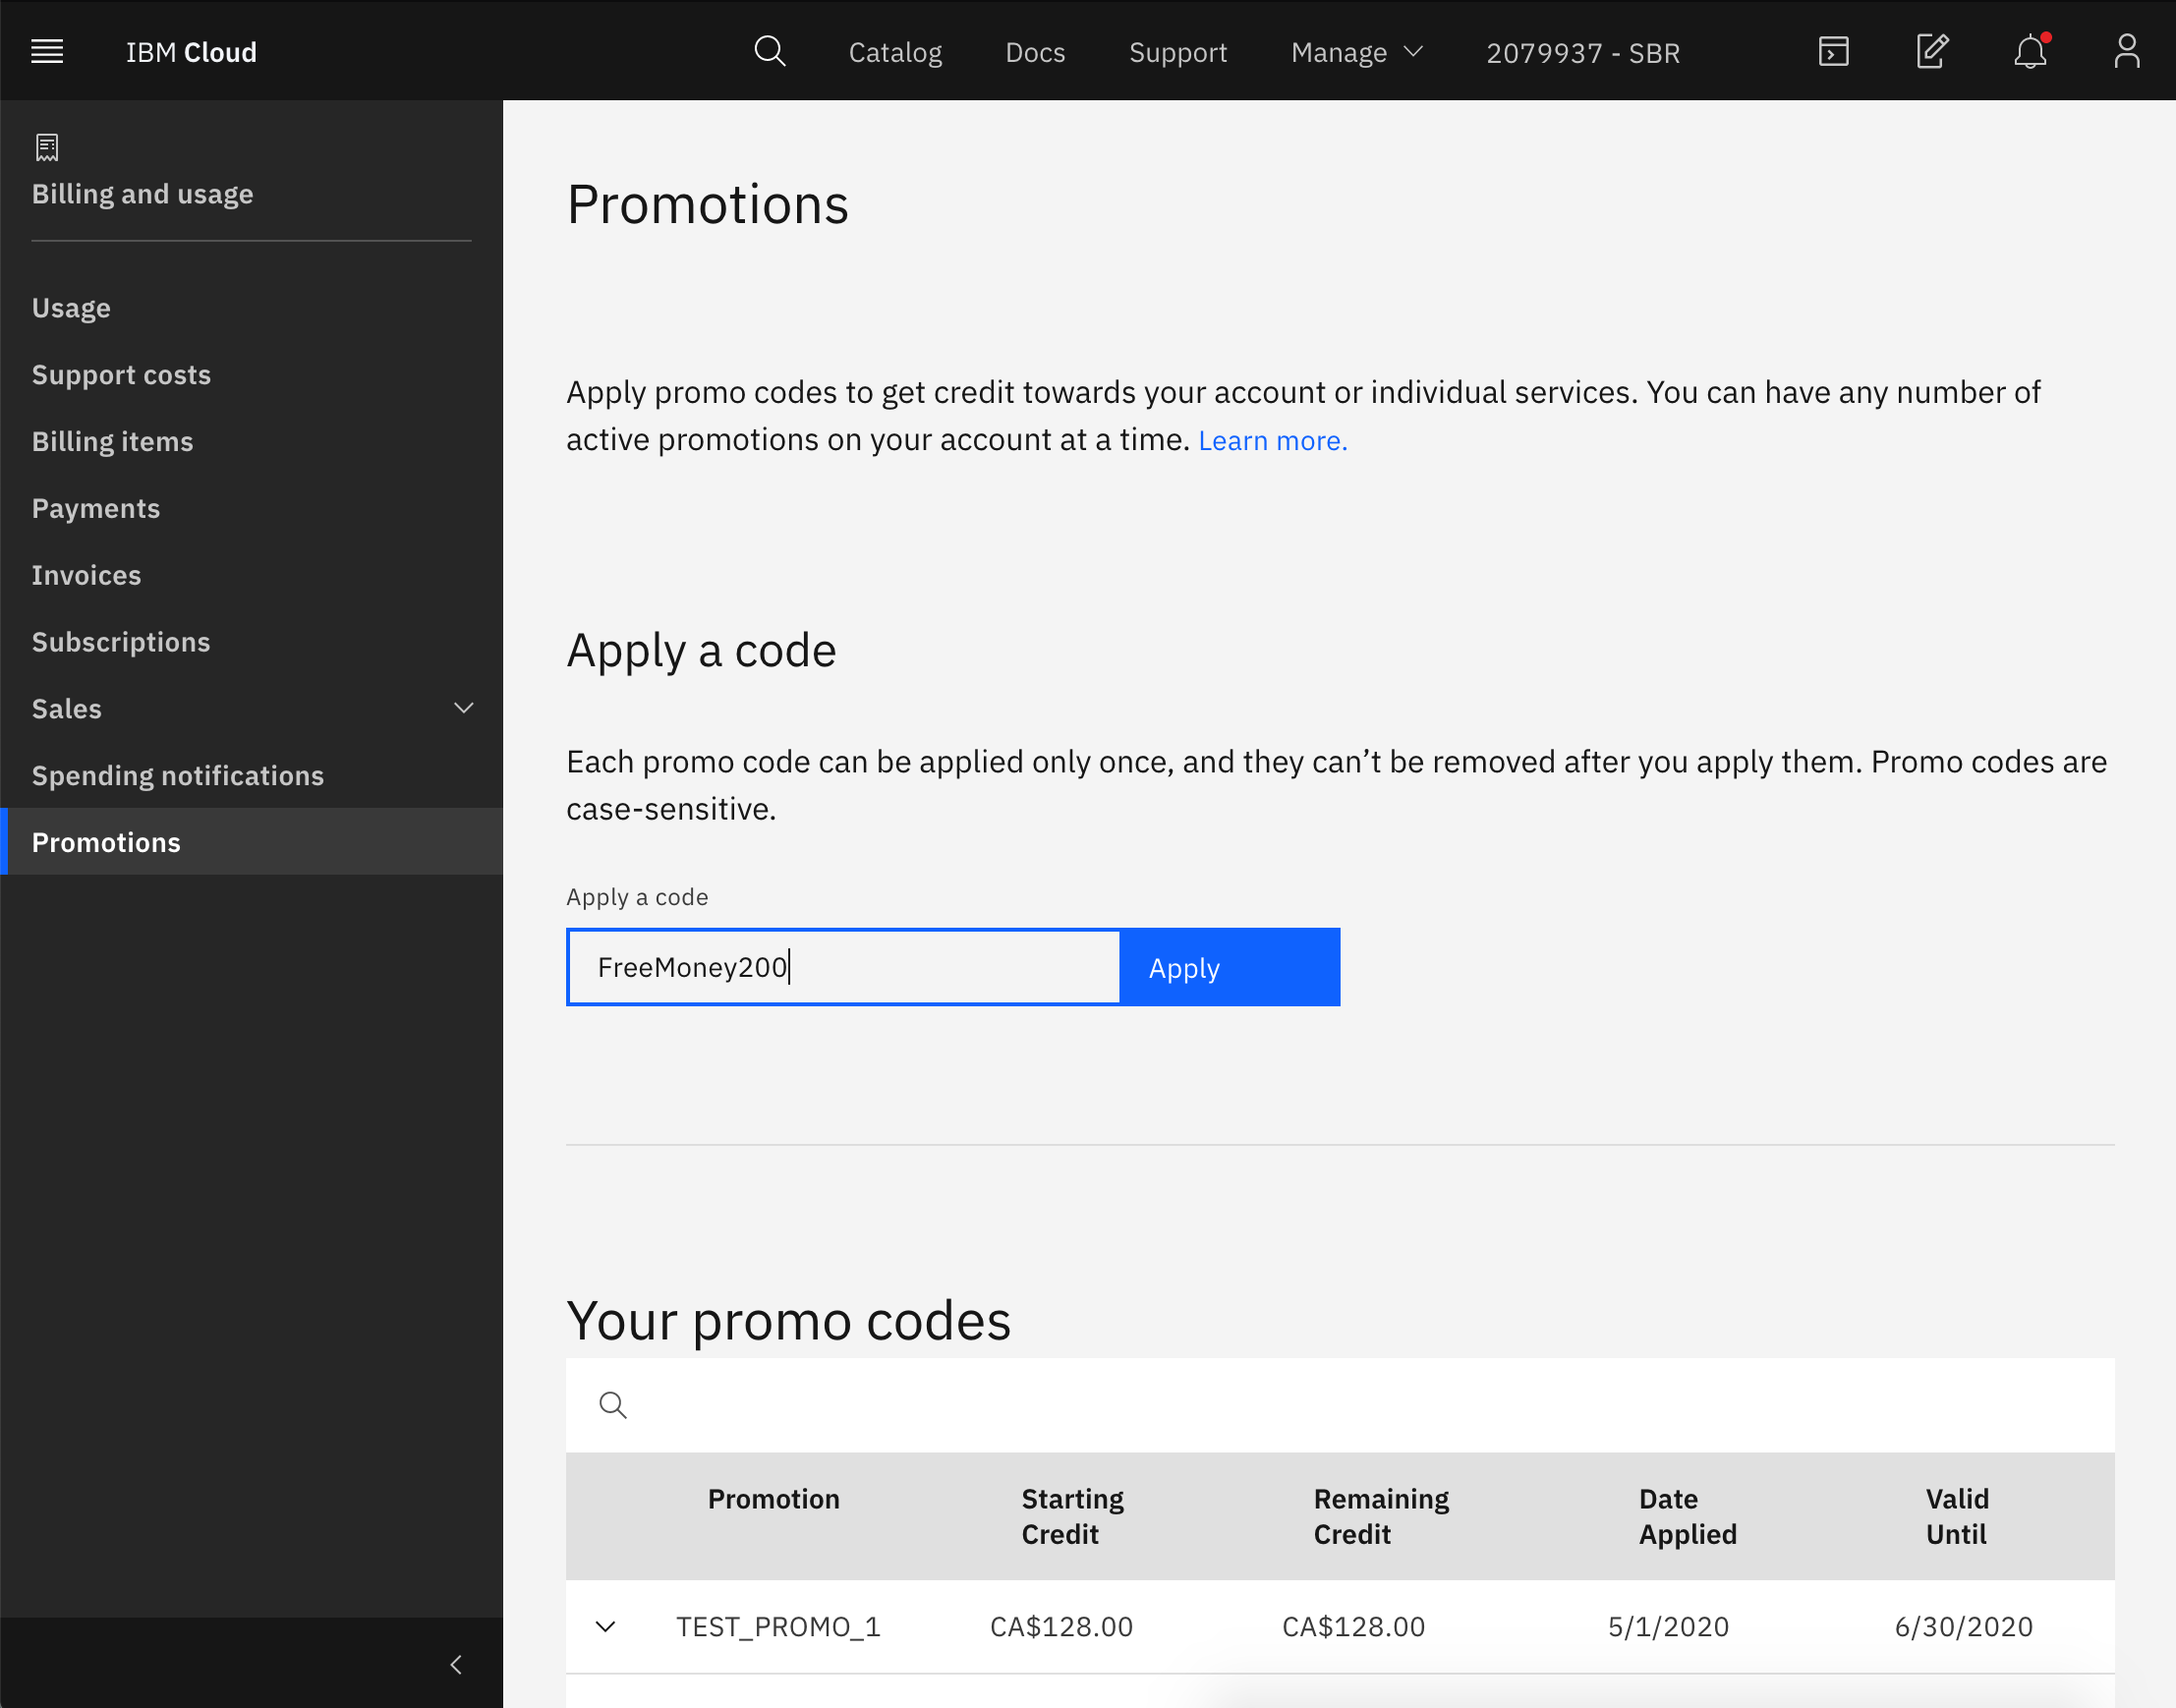 IBM Cloud
Catalog
Docs
Support
Manage
2079937 - SBR
Billing and usage
Usage
Support costs
Billing items
Payments
Invoices
Subscriptions
Sales
Spending notifications
Promotions
Promotions
Apply promo codes to get credit towards your account or individual services. You can have any number of
active promotions on your account at a time. Learn more.
Apply a code
Each promo code can be applied only once, and they can’t be removed after you apply them. Promo codes are
case-sensitive.
Apply a code
FreeMoney200
Apply
Your promo codes
Promotion
Starting
Credit
Remaining
Credit
Date
Applied
Valid
Until
TEST_PROMO_1
CA$128.00
CA$128.00
5/1/2020
6/30/2020